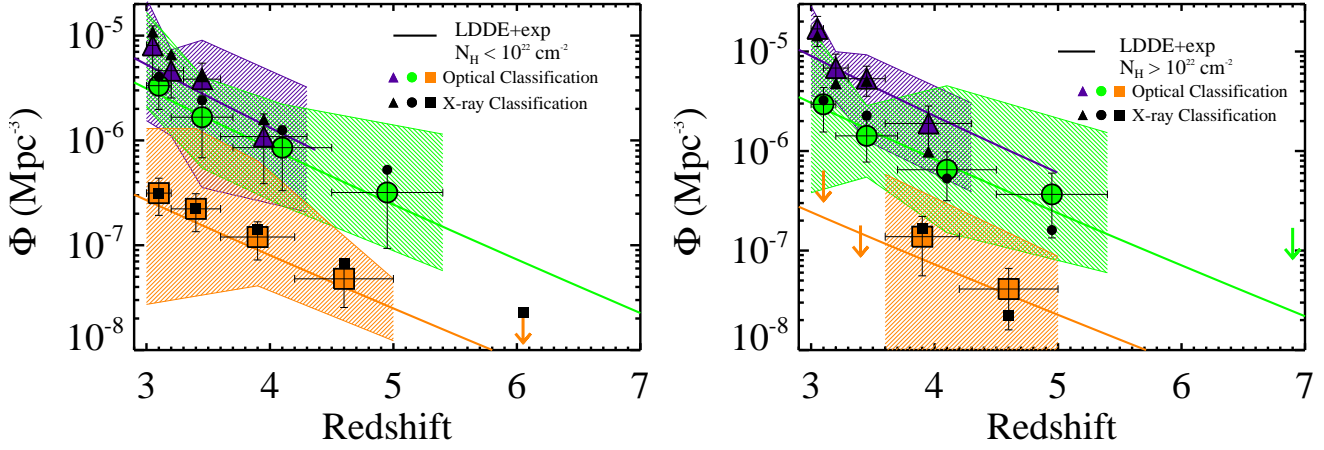 LDDE+exp
N_H < 10^22 cm^-2
Optical Classification
X-ray Classification
10^-5
10^-6
10^-7
10^-8
Φ (Mpc^-3)
3 4 5 6 7
Redshift
LDDE+exp
N_H > 10^22 cm^-2
Optical Classification
X-ray Classification
10^-5
10^-6
10^-7
10^-8
Φ (Mpc^-3)
3 4 5 6 7
Redshift